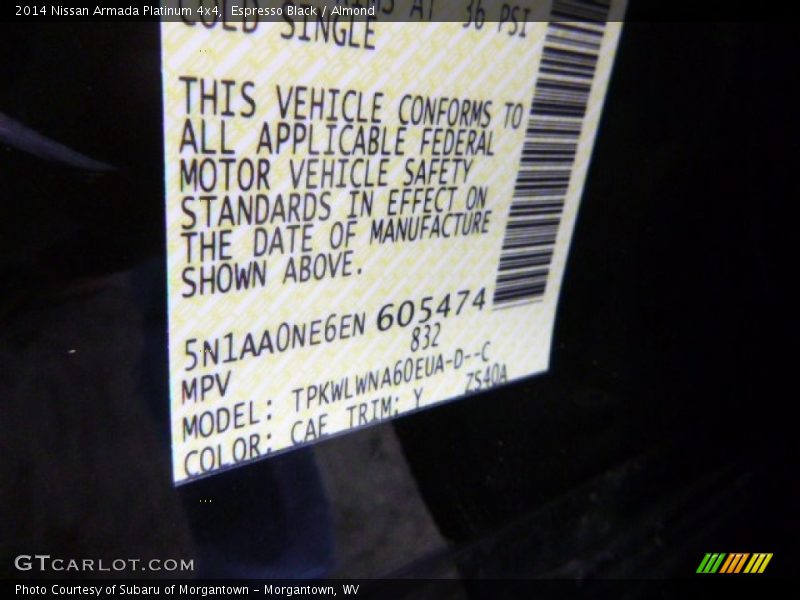 2014 Nissan Armada Platinum 4x4, Espresso Black / Almond
AT 36 PSI
COLD SINGLE
THIS VEHICLE CONFORMS TO
ALL APPLICABLE FEDERAL
MOTOR VEHICLE SAFETY
STANDARDS IN EFFECT ON
THE DATE OF MANUFACTURE
SHOWN ABOVE.
5N1AA0NE6EN 605474
MPV 832
MODEL: TPKWLWNA60EUA-D--C
COLOR: CAF TRIM: Y ZS40A
GTCARLOT.COM
Photo Courtesy of Subaru of Morgantown - Morgantown, WV